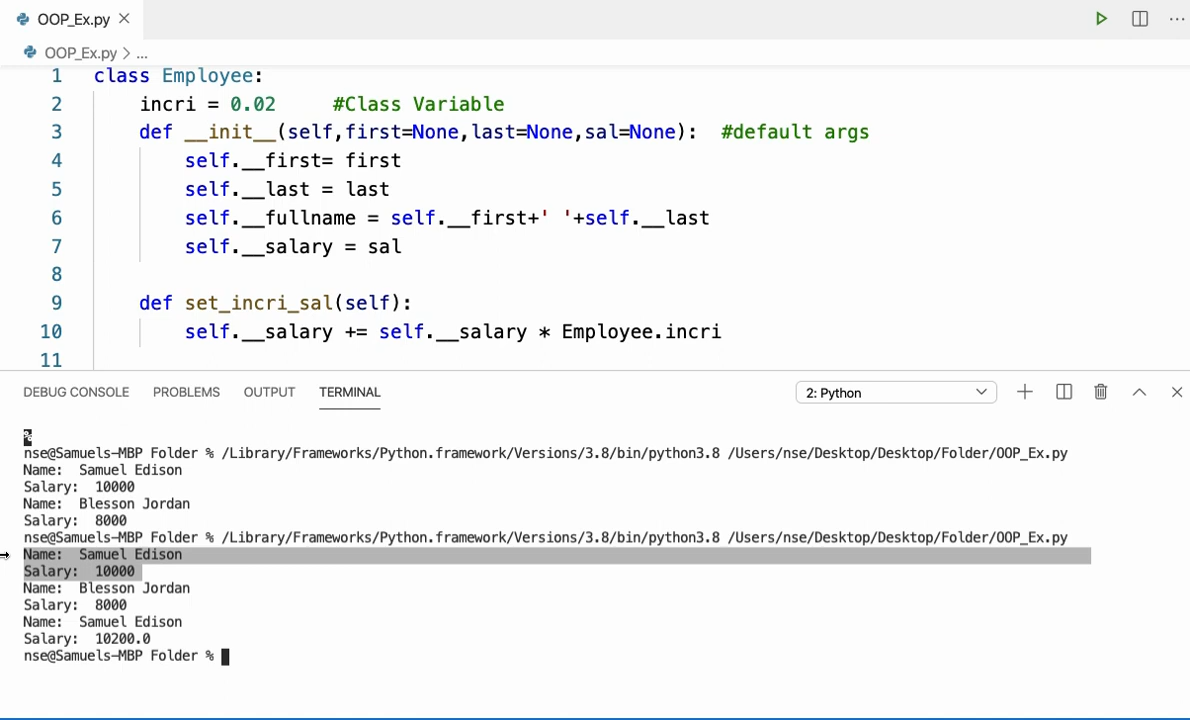 OOP_Ex.py
OOP_Ex.py > ...
1 class Employee:
2     incri = 0.02     #Class Variable
3     def __init__(self,first=None,last=None,sal=None):  #default args
4         self.__first= first
5         self.__last = last
6         self.__fullname = self.__first+' '+self.__last
7         self.__salary = sal
8
9     def set_incri_sal(self):
10         self.__salary += self.__salary * Employee.incri
11
DEBUG CONSOLE PROBLEMS OUTPUT TERMINAL 2: Python
%
nse@Samuels-MBP Folder % /Library/Frameworks/Python.framework/Versions/3.8/bin/python3.8 /Users/nse/Desktop/Desktop/Folder/OOP_Ex.py
Name:  Samuel Edison
Salary:  10000
Name:  Blesson Jordan
Salary:  8000
nse@Samuels-MBP Folder % /Library/Frameworks/Python.framework/Versions/3.8/bin/python3.8 /Users/nse/Desktop/Desktop/Folder/OOP_Ex.py
Name:  Samuel Edison
Salary:  10000
Name:  Blesson Jordan
Salary:  8000
Name:  Samuel Edison
Salary:  10200.0
nse@Samuels-MBP Folder %